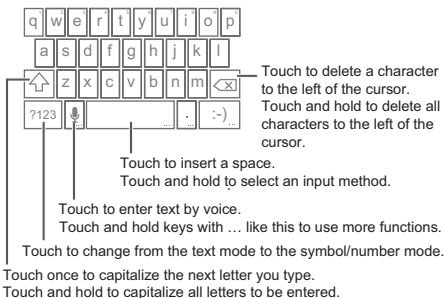 q w e r t y u i o p
a s d f g h j k l
z x c v b n m
?123 ... ... . ... :-) ...
Touch to delete a character
to the left of the cursor.
Touch and hold to delete all
characters to the left of the
cursor.
Touch to insert a space.
Touch and hold to select an input method.
Touch to enter text by voice.
Touch and hold keys with … like this to use more functions.
Touch to change from the text mode to the symbol/number mode.
Touch once to capitalize the next letter you type.
Touch and hold to capitalize all letters to be entered.